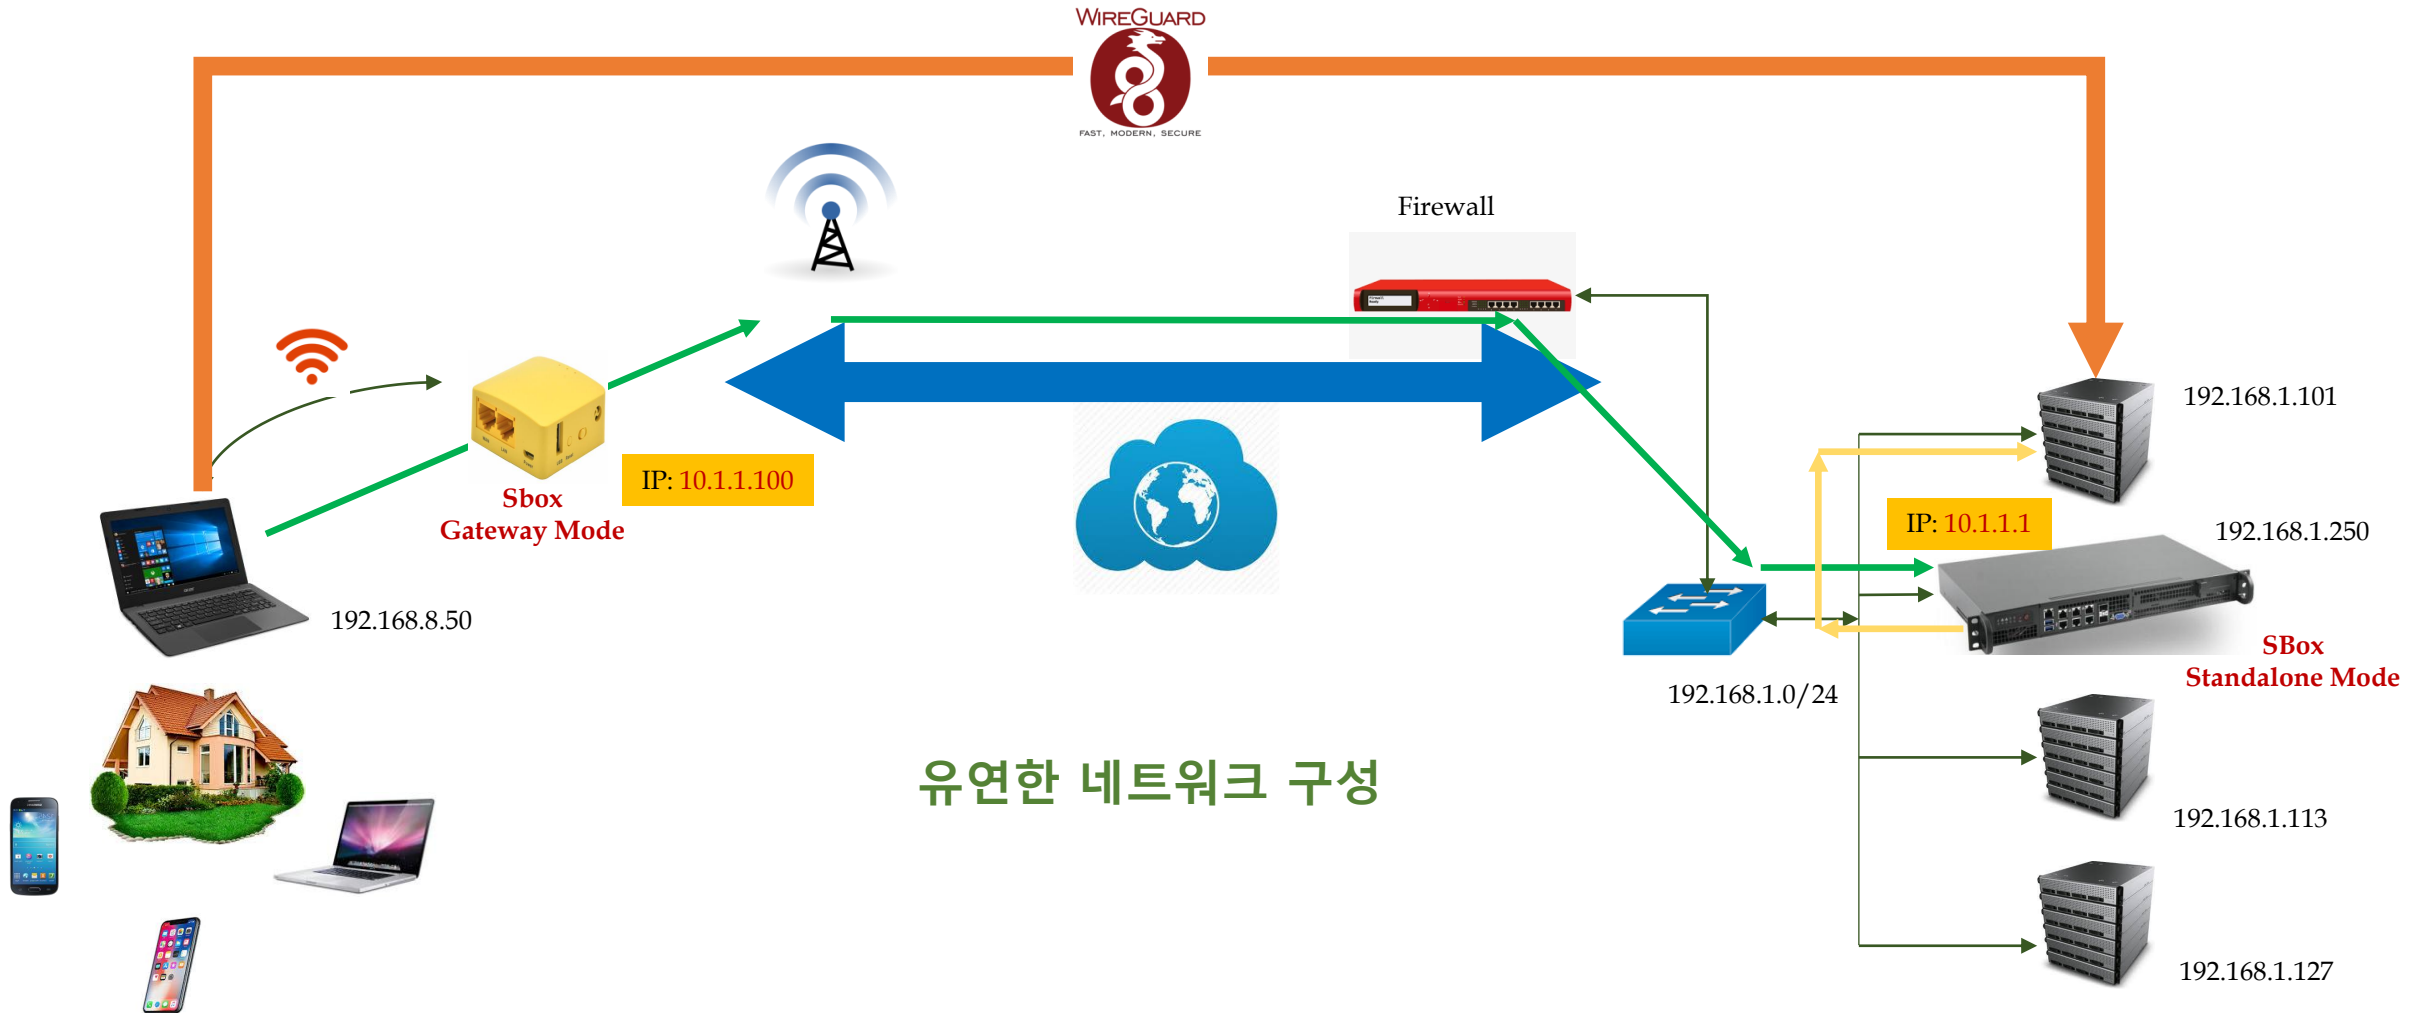 WIREGUARD
FAST, MODERN, SECURE
Firewall
192.168.1.101
IP: 10.1.1.100
Sbox
Gateway Mode
IP: 10.1.1.1
192.168.1.250
192.168.8.50
SBox
Standalone Mode
192.168.1.0/24
유연한 네트워크 구성
192.168.1.113
192.168.1.127